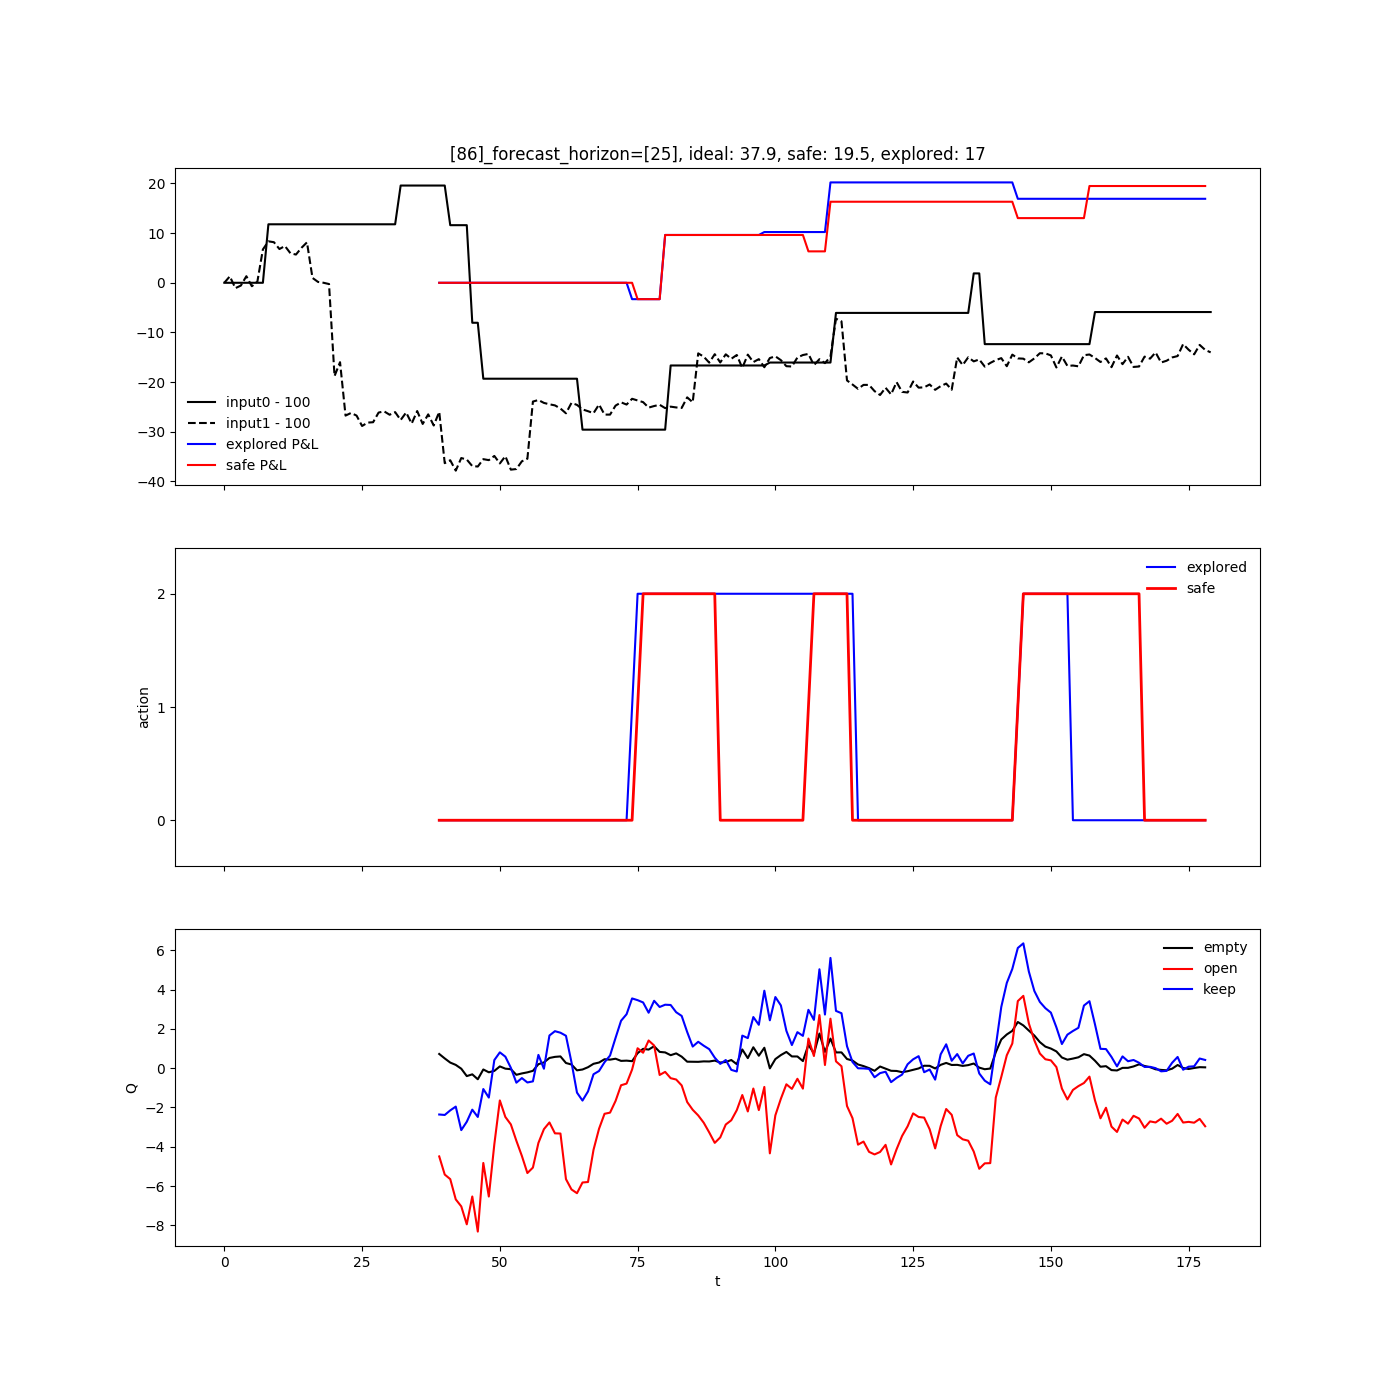 [86]_forecast_horizon=[25], ideal: 37.9, safe: 19.5, explored: 17
20
10
0
−10
−20
−30
−40
input0 - 100
input1 - 100
explored P&L
safe P&L
2
1
0
action
explored
safe
6
4
2
0
−2
−4
−6
−8
Q
empty
open
keep
0 25 50 75 100 125 150 175
t